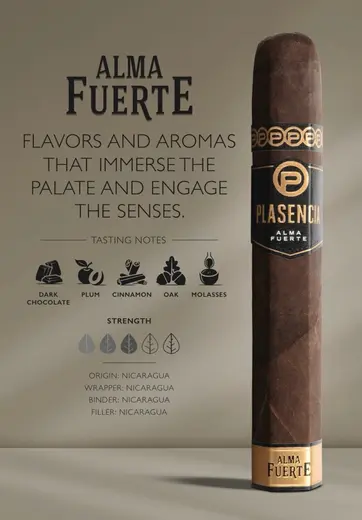 ALMA
FUERTE
FLAVORS AND AROMAS
THAT IMMERSE THE
PALATE AND ENGAGE
THE SENSES.
TASTING NOTES
DARK
CHOCOLATE
PLUM
CINNAMON
OAK
MOLASSES
STRENGTH
ORIGIN: NICARAGUA
WRAPPER: NICARAGUA
BINDER: NICARAGUA
FILLER: NICARAGUA
P P P P P
P
PLASENCIA
ALMA
FUERTE
ALMA
FUERTE